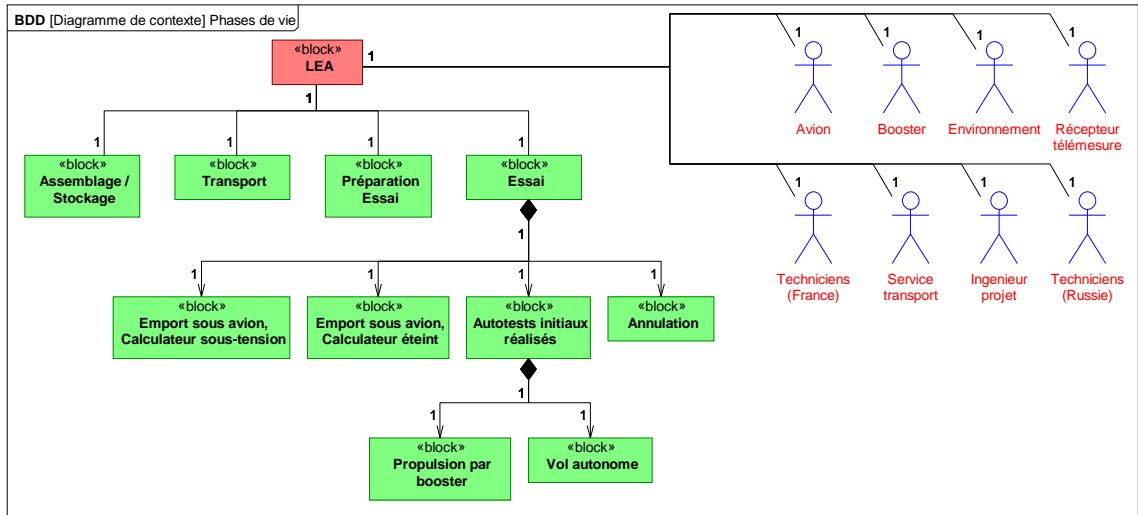 BDD [Diagramme de contexte] Phases de vie
«block»
LEA
1
1
1
1
1
1
Avion
Booster
Environnement
Récepteur
télémesure
1
1
1
1
1
«block»
Assemblage /
Stockage
«block»
Transport
«block»
Préparation
Essai
«block»
Essai
1
1
1
1
Techniciens
(France)
Service
transport
Ingenieur
projet
Techniciens
(Russie)
1
1
1
1
1
«block»
Emport sous avion,
Calculateur sous-tension
«block»
Emport sous avion,
Calculateur éteint
«block»
Autotests initiaux
réalisés
«block»
Annulation
1
1
1
«block»
Propulsion par
booster
«block»
Vol autonome